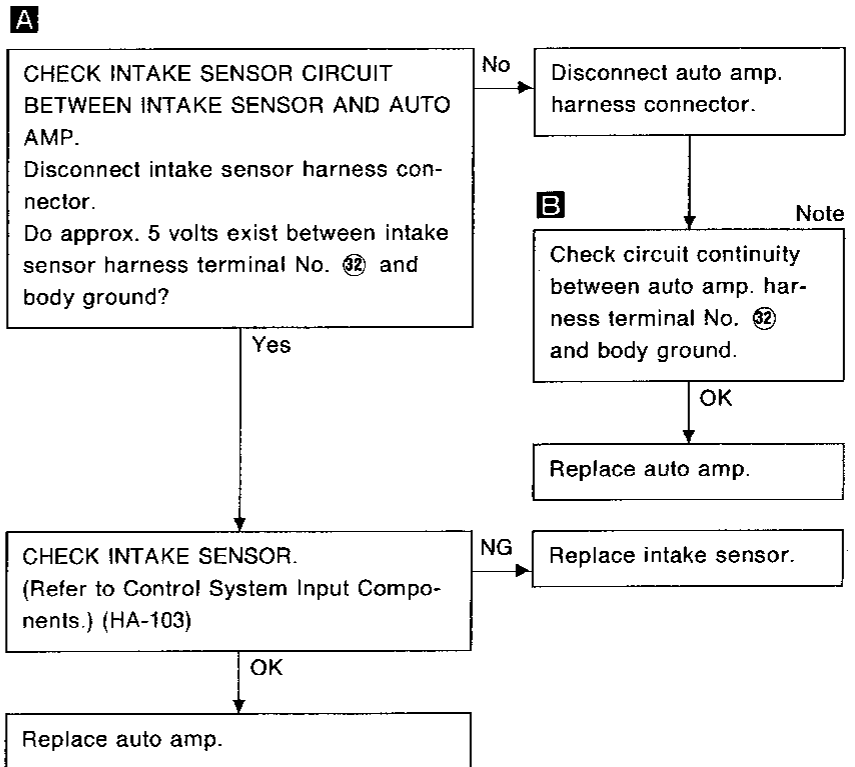 A
CHECK INTAKE SENSOR CIRCUIT
BETWEEN INTAKE SENSOR AND AUTO
AMP.
Disconnect intake sensor harness con-
nector.
Do approx. 5 volts exist between intake
sensor harness terminal No. ㉜ and
body ground?
No
Disconnect auto amp.
harness connector.
B
Note
Check circuit continuity
between auto amp. har-
ness terminal No. ㉜
and body ground.
OK
Replace auto amp.
Yes
CHECK INTAKE SENSOR.
(Refer to Control System Input Compo-
nents.) (HA-103)
NG
Replace intake sensor.
OK
Replace auto amp.